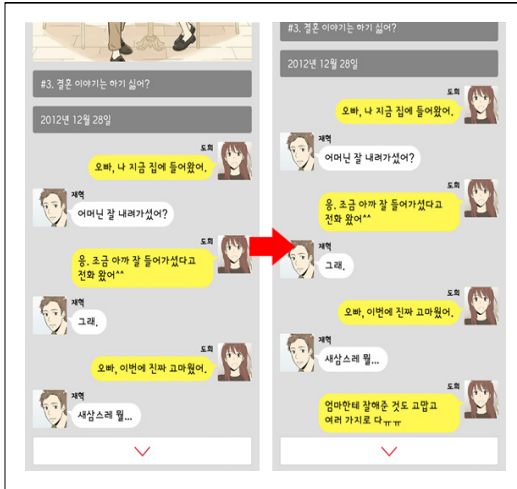 #3. 결혼 이야기는 하기 싫어?
2012년 12월 28일
도희
오빠, 나 지금 집에 들어왔어.
재혁
어머닌 잘 내려가셨어?
도희
응. 조금 아까 잘 들어가셨다고
전화 왔어^^
재혁
그래.
도희
오빠, 이번에 진짜 고마웠어.
재혁
새삼스레 뭘...
#3. 결혼 이야기는 하기 싫어?
2012년 12월 28일
도희
오빠, 나 지금 집에 들어왔어.
재혁
어머닌 잘 내려가셨어?
도희
응. 조금 아까 잘 들어가셨다고
전화 왔어^^
재혁
그래.
도희
오빠, 이번에 진짜 고마웠어.
재혁
새삼스레 뭘...
도희
엄마한테 잘해준 것도 고맙고
여러 가지로 다ㅠㅠ